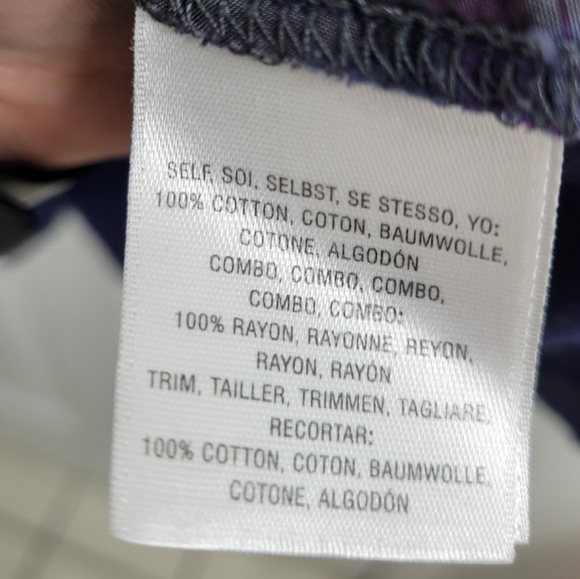 SELF, SOI, SELBST, SE STESSO, YO:
100% COTTON, COTON, BAUMWOLLE,
COTONE, ALGODÓN
COMBO, COMBO, COMBO,
COMBO, COMBO:
100% RAYON, RAYONNE, REYON,
RAYON, RAYÓN
TRIM, TAILLER, TRIMMEN, TAGLIARE,
RECORTAR:
100% COTTON, COTON, BAUMWOLLE,
COTONE, ALGODÓN